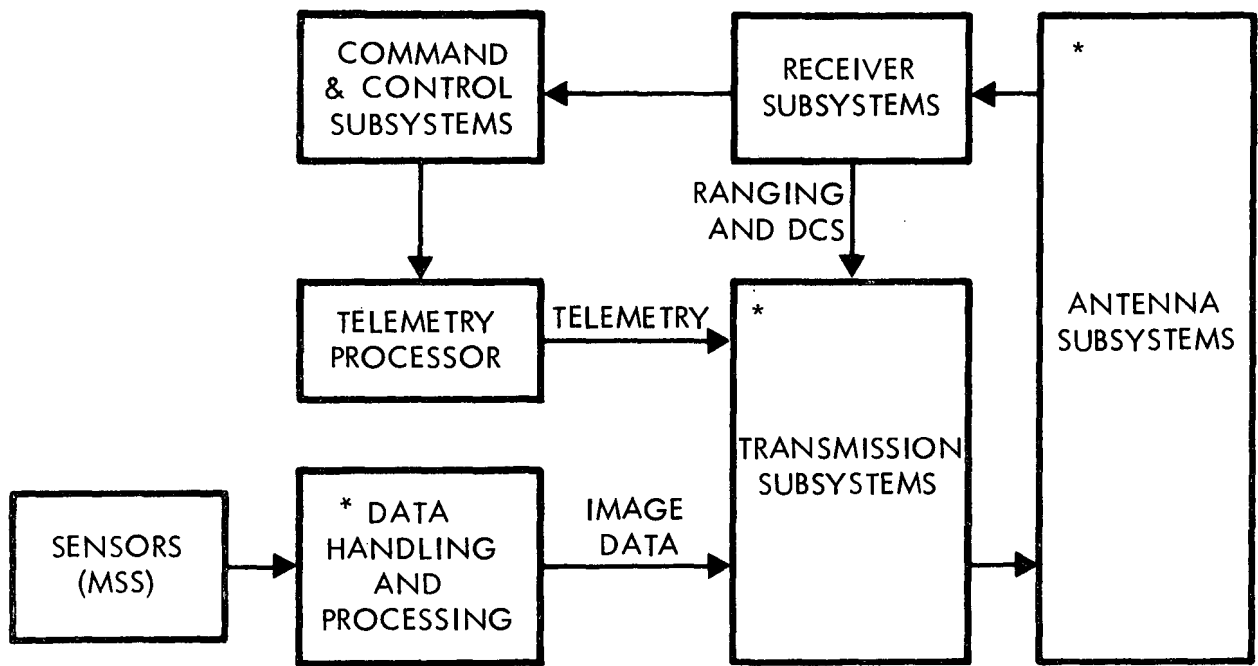 COMMAND
& CONTROL
SUBSYSTEMS
RECEIVER
SUBSYSTEMS
*
ANTENNA
SUBSYSTEMS
RANGING
AND DCS
TELEMETRY
PROCESSOR
TELEMETRY
*
TRANSMISSION
SUBSYSTEMS
SENSORS
(MSS)
* DATA
HANDLING
AND
PROCESSING
IMAGE
DATA